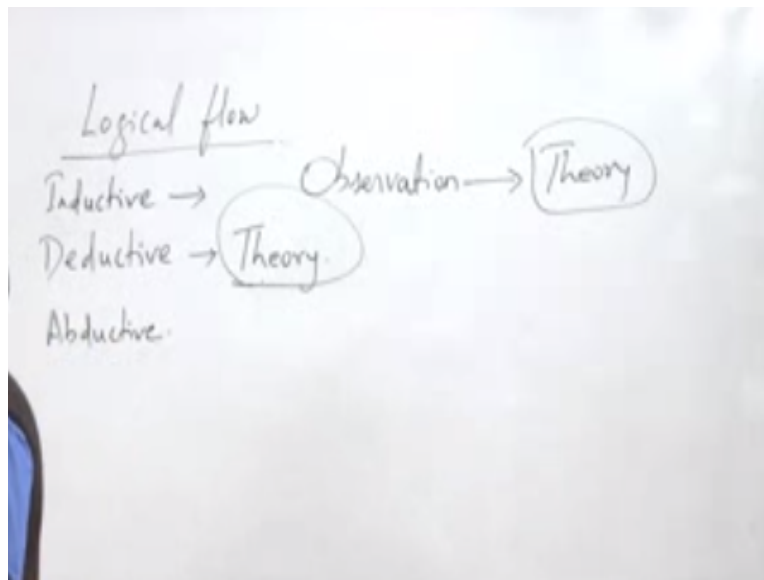 Logical flow
Inductive → Observation → Theory
Deductive → Theory.
Abductive.